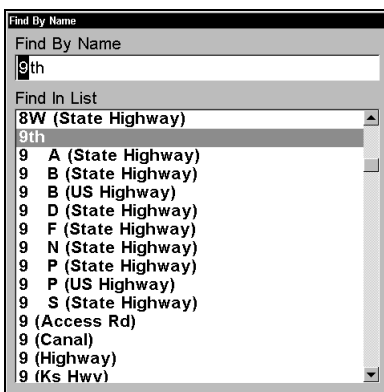 Find By Name
Find By Name
9th
Find In List
8W (State Highway)
9th
9 A (State Highway)
9 B (State Highway)
9 B (US Highway)
9 D (State Highway)
9 F (State Highway)
9 N (State Highway)
9 P (State Highway)
9 P (US Highway)
9 S (State Highway)
9 (Access Rd)
9 (Canal)
9 (Highway)
9 (Ks Hwy)